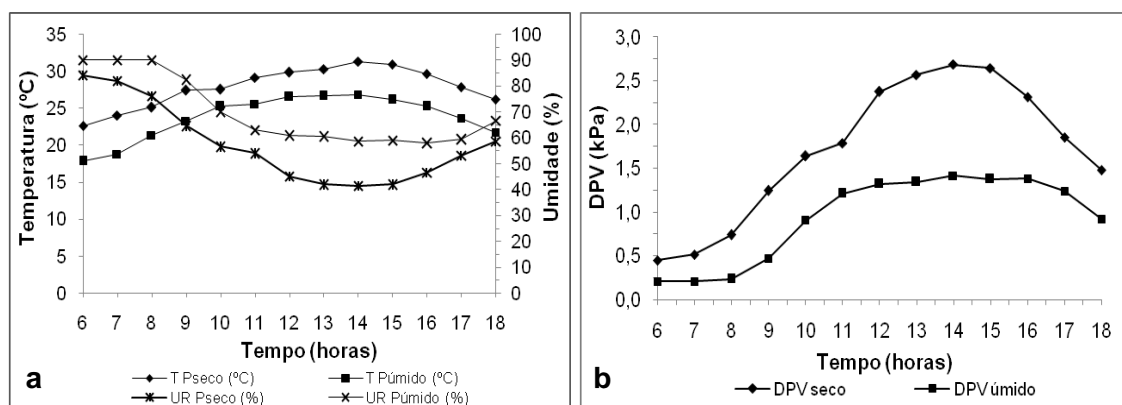 35
30
25
20
15
10
5
0
Temperatura (ºC)
100
90
80
70
60
50
40
30
20
10
0
Umidade (%)
6 7 8 9 10 11 12 13 14 15 16 17 18
Tempo (horas)
T Pseco (ºC) T Púmido (ºC)
UR Pseco (%) UR Púmido (%)
a
3,0
2,5
2,0
1,5
1,0
0,5
0,0
DPV (kPa)
6 7 8 9 10 11 12 13 14 15 16 17 18
Tempo (horas)
DPV seco DPV úmido
b